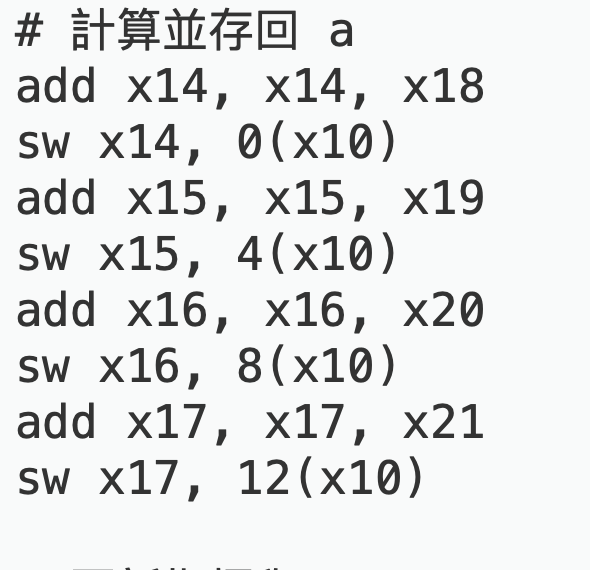 # 計算並存回 a
add x14, x14, x18
sw x14, 0(x10)
add x15, x15, x19
sw x15, 4(x10)
add x16, x16, x20
sw x16, 8(x10)
add x17, x17, x21
sw x17, 12(x10)